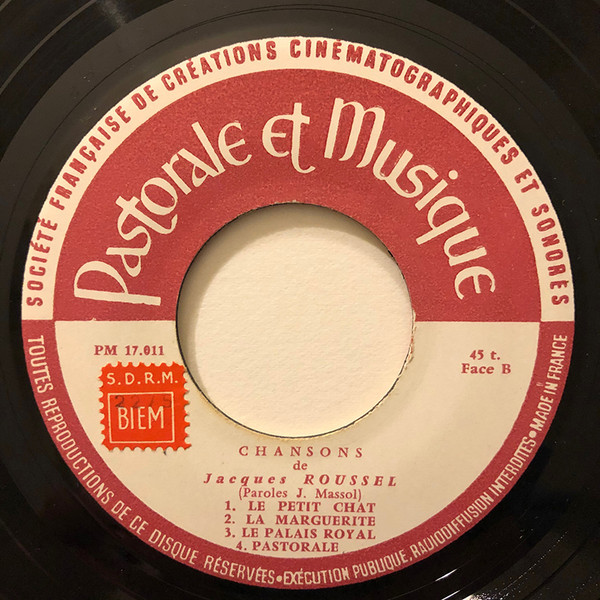 SOCIÉTÉ FRANÇAISE DE CRÉATIONS CINÉMATOGRAPHIQUES ET SONORES
Pastorale et Musique
PM 17.011
45 t.
Face B
S.D.R.M.
BIEM
CHANSONS
de
Jacques ROUSSEL
(Paroles J. Massol)
1. LE PETIT CHAT
2. LA MARGUERITE
3. LE PALAIS ROYAL
4. PASTORALE
TOUTES REPRODUCTIONS DE CE DISQUE RÉSERVÉES•EXÉCUTION PUBLIQUE, RADIODIFFUSION INTERDITES•MADE IN FRANCE